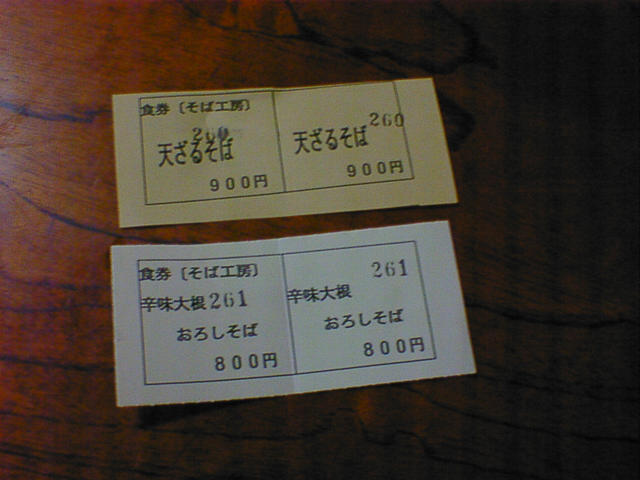 食券〔そば工房〕
260
天ざるそば
900円
260
天ざるそば
900円
食券〔そば工房〕
辛味大根261
おろしそば
800円
261
辛味大根
おろしそば
800円